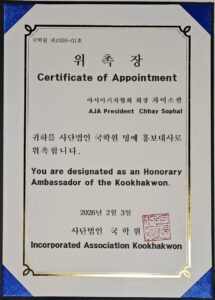 국학원 제4356-01호
위 촉 장
Certificate of Appointment
아시아기자협회 회장 차이소팔
AJA President Chhay Sophal
귀하를 사단법인 국학원 명예 홍보대사로
위촉합니다.
You are designated as an Honorary
Ambassador of the Kookhakwon.
2026년 2월 3일
사단법인 국 학 원
Incorporated Association Kookhakwon